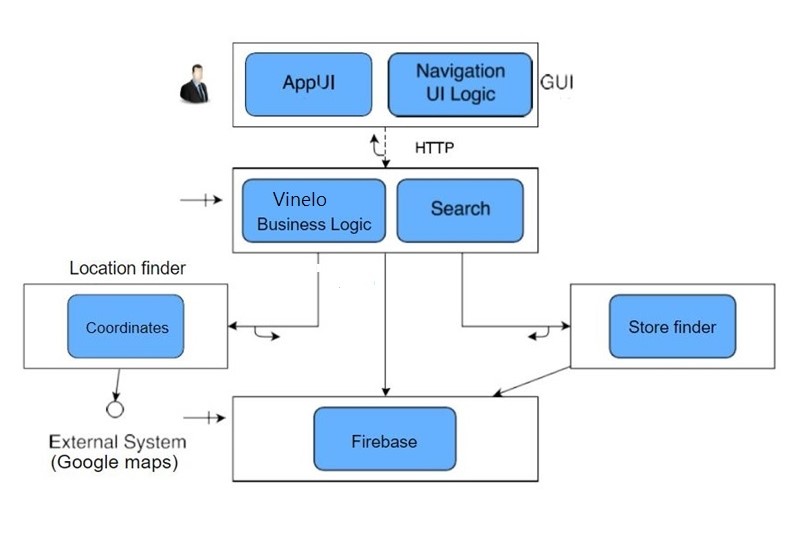 AppUI
Navigation
UI Logic
GUI
HTTP
Vinelo
Business Logic
Search
Location finder
Coordinates
Store finder
External System
(Google maps)
Firebase